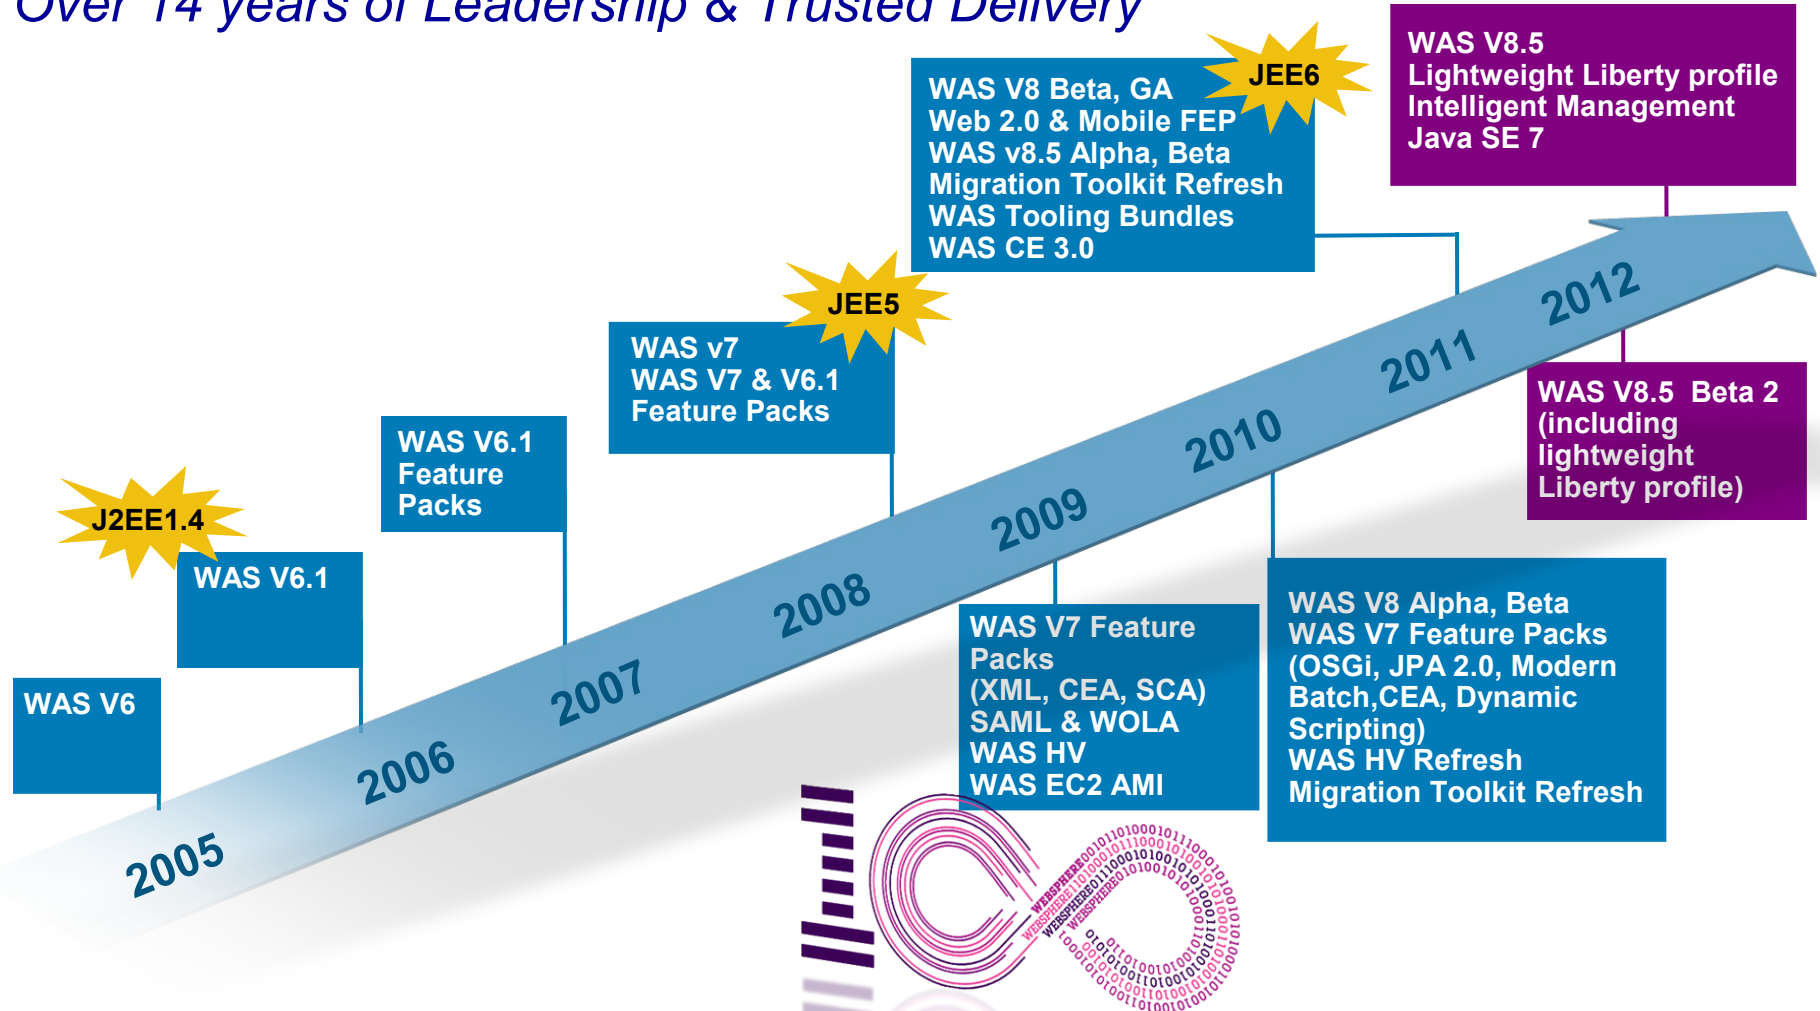 Over 14 years of Leadership & Trusted Delivery
WAS V8.5
Lightweight Liberty profile
Intelligent Management
Java SE 7
JEE6
WAS V8 Beta, GA
Web 2.0 & Mobile FEP
WAS v8.5 Alpha, Beta
Migration Toolkit Refresh
WAS Tooling Bundles
WAS CE 3.0
JEE5
WAS v7
WAS V7 & V6.1
Feature Packs
WAS V6.1
Feature
Packs
J2EE1.4
WAS V6.1
WAS V6
2005
2006
2007
2008
2009
2010
2011
2012
WAS V8.5 Beta 2
(including
lightweight
Liberty profile)
WAS V7 Feature
Packs
(XML, CEA, SCA)
SAML & WOLA
WAS HV
WAS EC2 AMI
WAS V8 Alpha, Beta
WAS V7 Feature Packs
(OSGi, JPA 2.0, Modern
Batch,CEA, Dynamic
Scripting)
WAS HV Refresh
Migration Toolkit Refresh
WEBSPHERE
WEBSPHERE
WEBSPHERE
WEBSPHERE